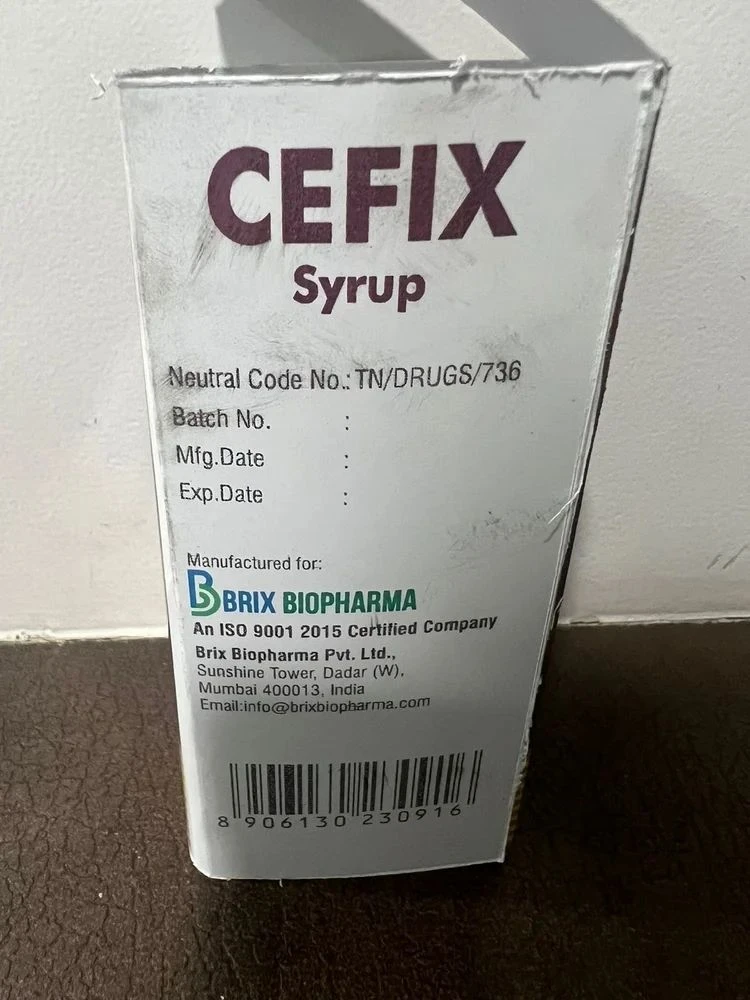 CEFIX
Syrup
Neutral Code No.: TN/DRUGS/736
Batch No. :
Mfg.Date :
Exp.Date :
Manufactured for:
B BRIX BIOPHARMA
An ISO 9001 2015 Certified Company
Brix Biopharma Pvt. Ltd.,
Sunshine Tower, Dadar (W),
Mumbai 400013, India
Email:info@brixbiopharma.com
8 906130 230916